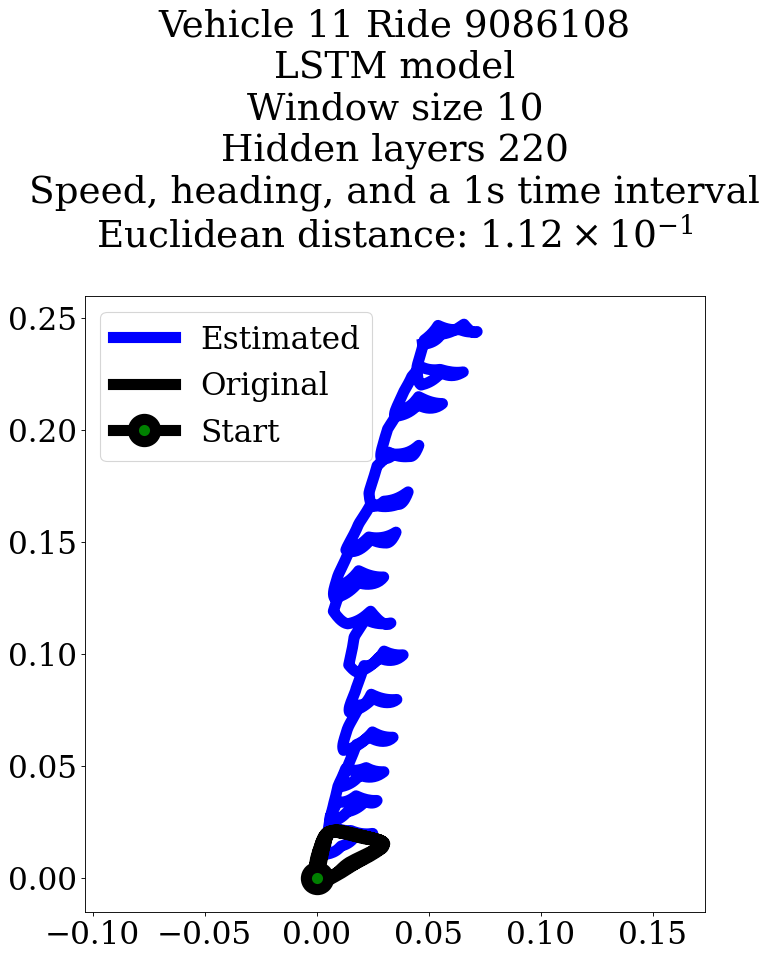 Vehicle 11 Ride 9086108
LSTM model
Window size 10
Hidden layers 220
Speed, heading, and a 1s time interval
Euclidean distance: 1.12 × 10⁻¹
0.25
0.20
0.15
0.10
0.05
0.00
Estimated
Original
Start
−0.10 −0.05 0.00 0.05 0.10 0.15